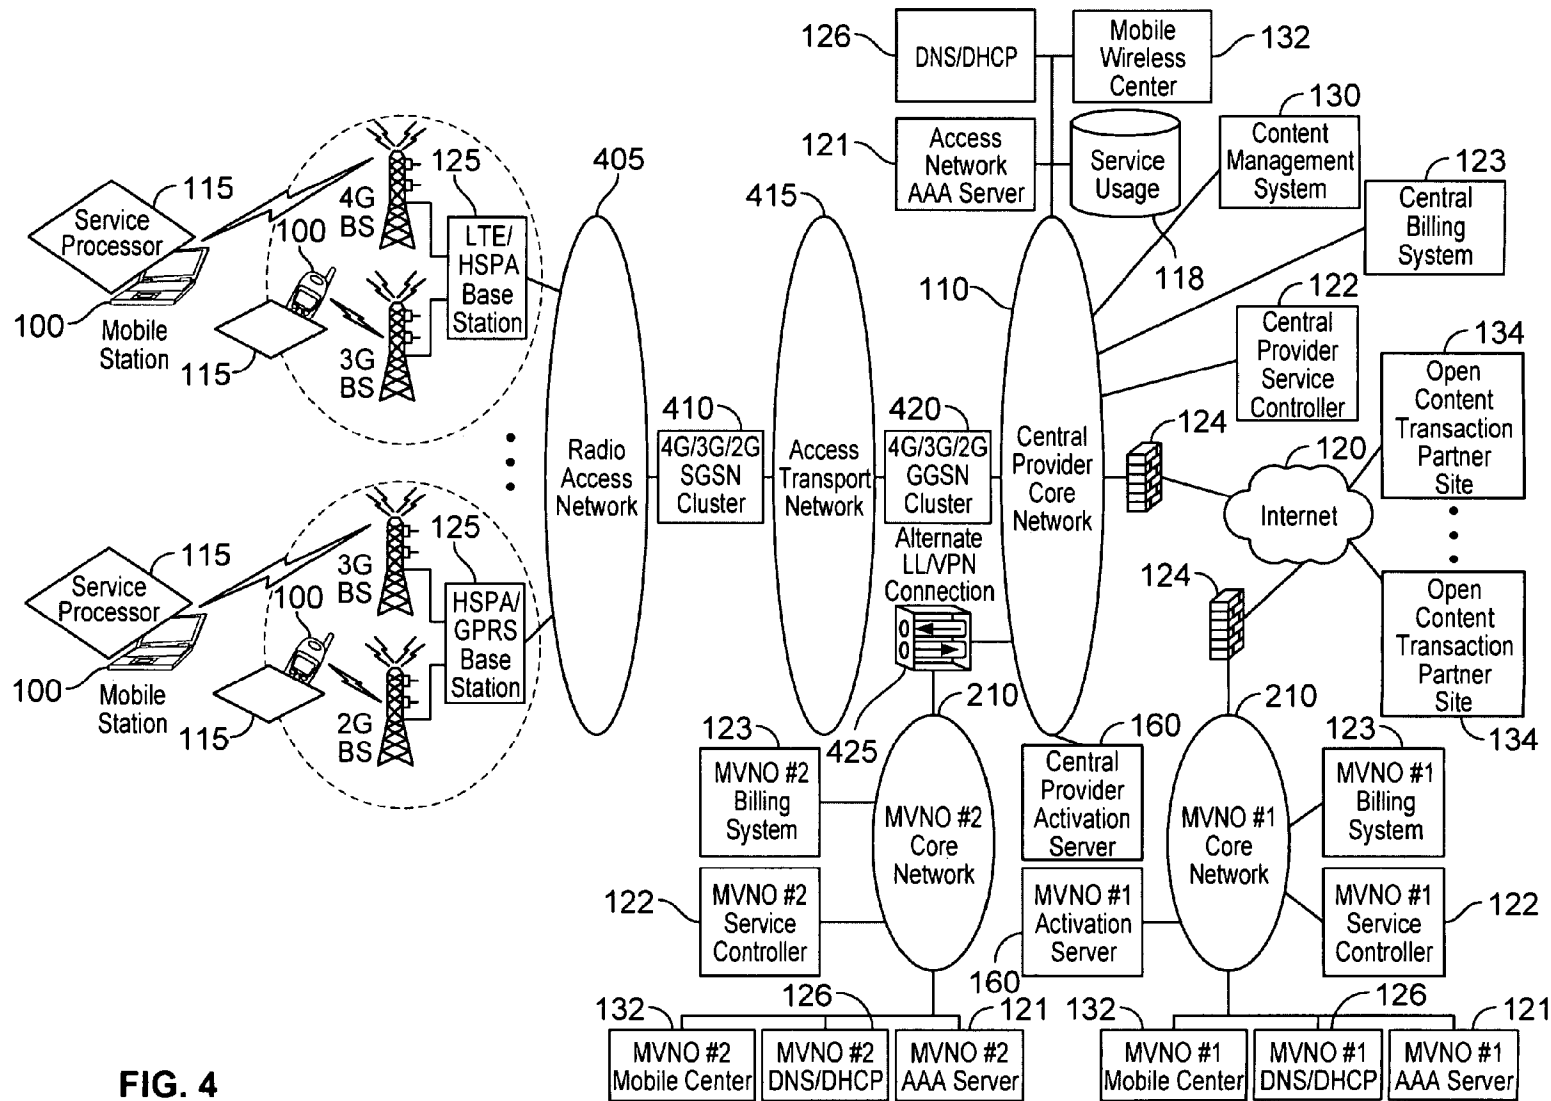 126
DNS/DHCP
Mobile
Wireless
Center
132
121
Access
Network
AAA Server
Service
Usage
118
130
Content
Management
System
123
Central
Billing
System
122
Central
Provider
Service
Controller
115
Service
Processor
100
Mobile
Station
100
115
4G
BS
3G
BS
125
LTE/
HSPA
Base
Station
405
Radio
Access
Network
410
4G/3G/2G
SGSN
Cluster
415
Access
Transport
Network
420
4G/3G/2G
GGSN
Cluster
110
Central
Provider
Core
Network
124
120
Internet
134
Open
Content
Transaction
Partner
Site
Open
Content
Transaction
Partner
Site
134
115
Service
Processor
100
Mobile
Station
100
115
3G
BS
2G
BS
125
HSPA/
GPRS
Base
Station
Alternate
LL/VPN
Connection
425
124
210
MVNO #2
Core
Network
123
MVNO #2
Billing
System
122
MVNO #2
Service
Controller
160
Central
Provider
Activation
Server
MVNO #1
Activation
Server
160
210
MVNO #1
Core
Network
123
MVNO #1
Billing
System
MVNO #1
Service
Controller
122
132
MVNO #2
Mobile Center
126
MVNO #2
DNS/DHCP
121
MVNO #2
AAA Server
132
MVNO #1
Mobile Center
126
MVNO #1
DNS/DHCP
121
MVNO #1
AAA Server
FIG. 4